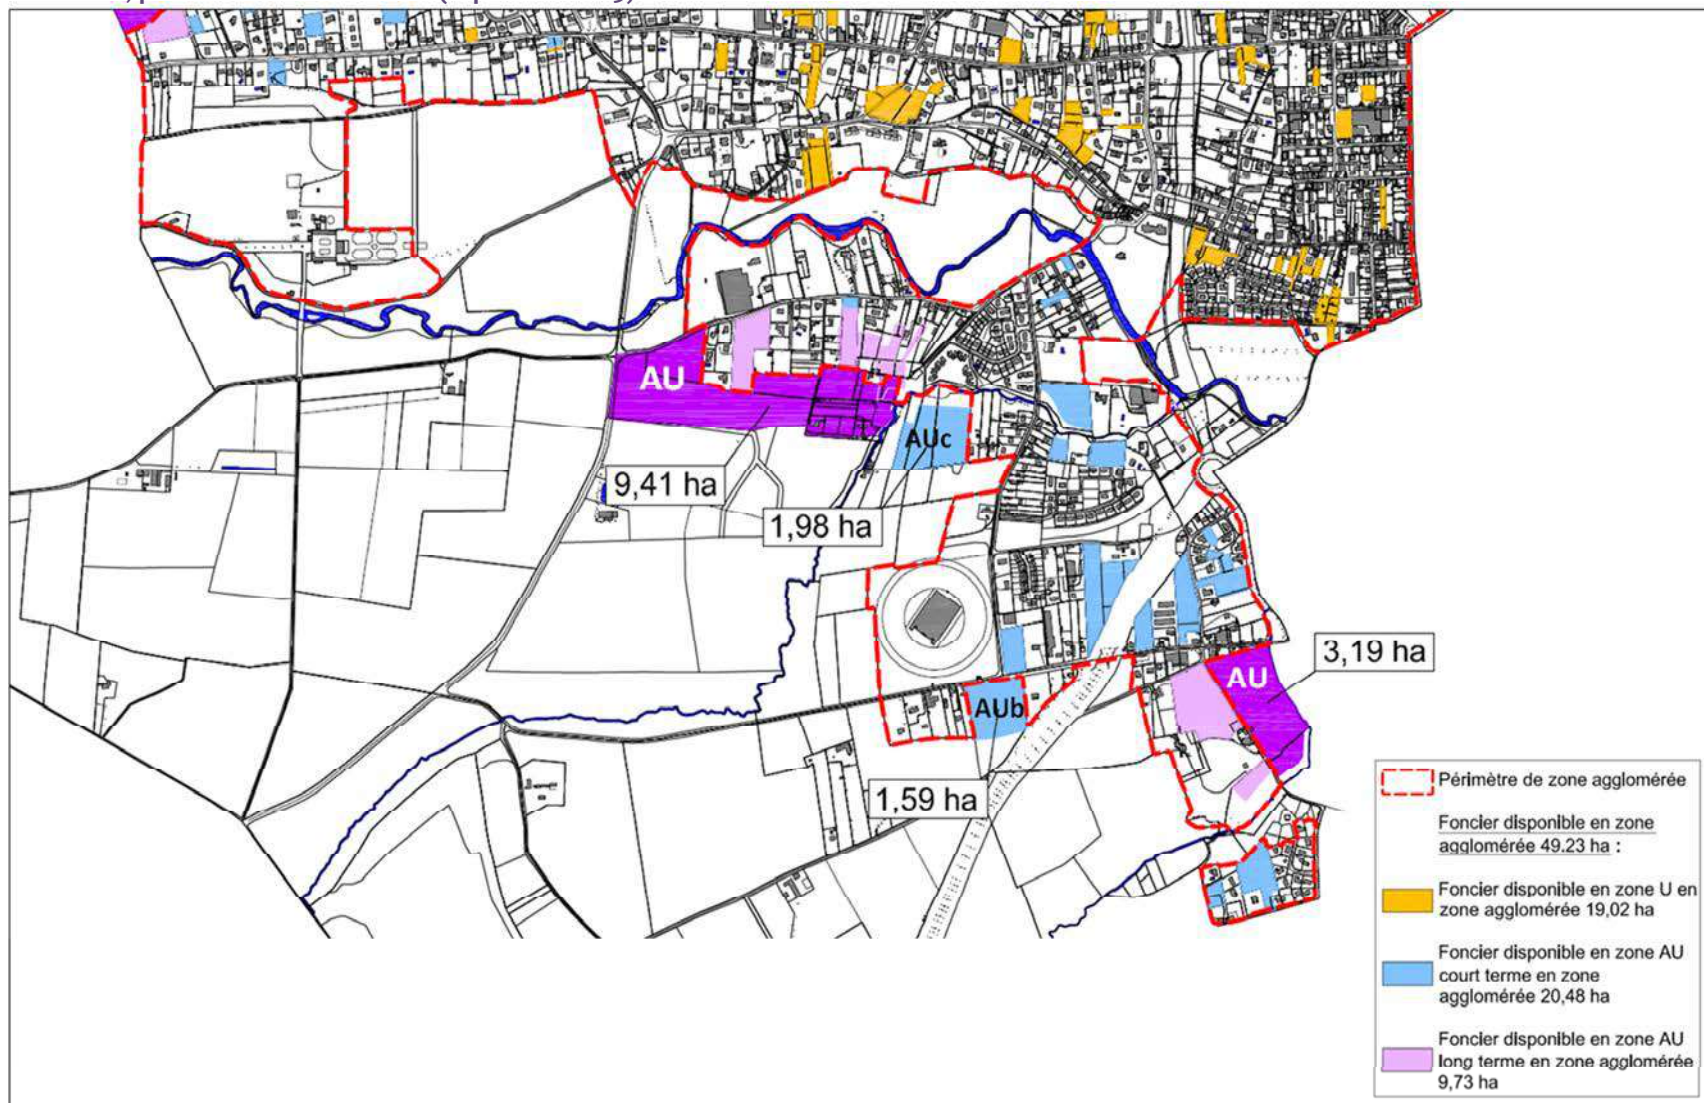 AU
AUc
9,41 ha
1,98 ha
3,19 ha
AU
AUb
1,59 ha
Périmètre de zone agglomérée
Foncier disponible en zone
agglomérée 49.23 ha :
Foncier disponible en zone U en
zone agglomérée 19,02 ha
Foncier disponible en zone AU
court terme en zone
agglomérée 20,48 ha
Foncier disponible en zone AU
long terme en zone agglomérée
9,73 ha